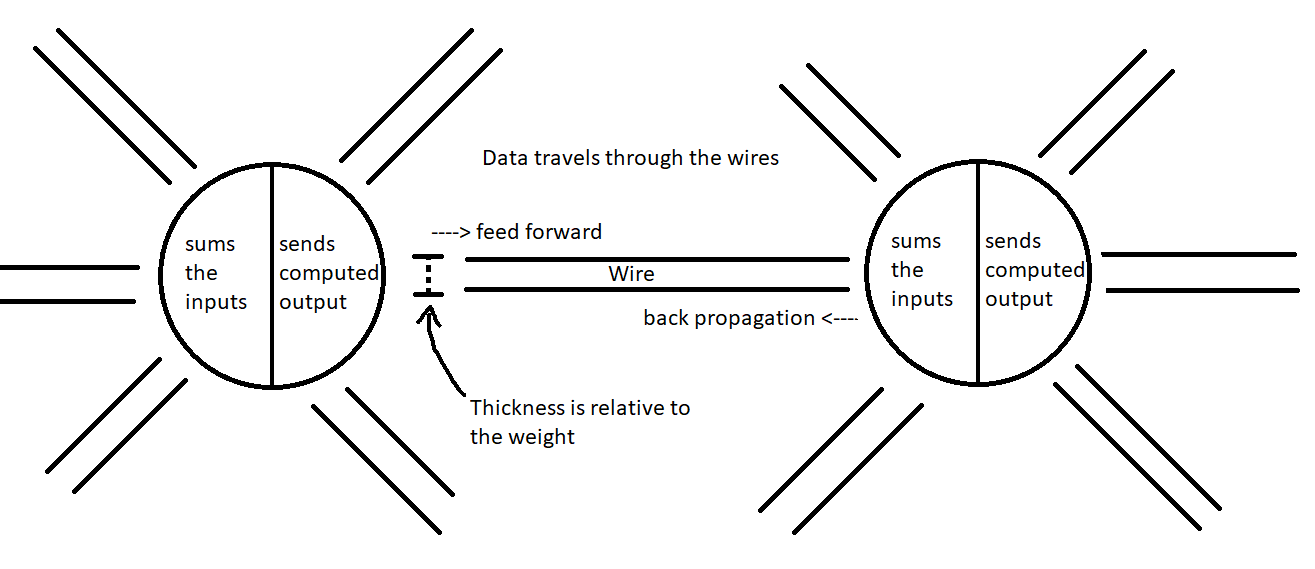 Data travels through the wires
----> feed forward
sums
the
inputs
sends
computed
output
Wire
sums
the
inputs
sends
computed
output
back propagation <----
Thickness is relative to
the weight